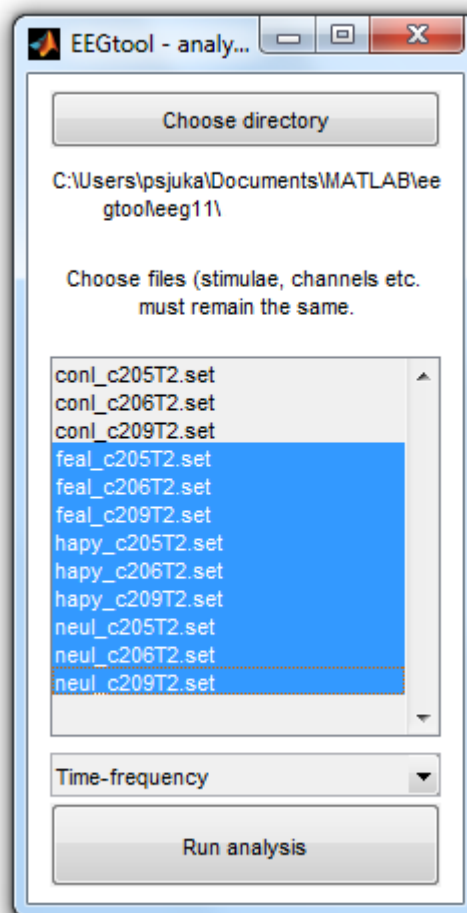 EEGtool - analy...
Choose directory
C:\Users\psjuka\Documents\MATLAB\ee
gtool\eeg11\
Choose files (stimulae, channels etc.
must remain the same.
conl_c205T2.set
conl_c206T2.set
conl_c209T2.set
feal_c205T2.set
feal_c206T2.set
feal_c209T2.set
hapy_c205T2.set
hapy_c206T2.set
hapy_c209T2.set
neul_c205T2.set
neul_c206T2.set
neul_c209T2.set
Time-frequency
Run analysis